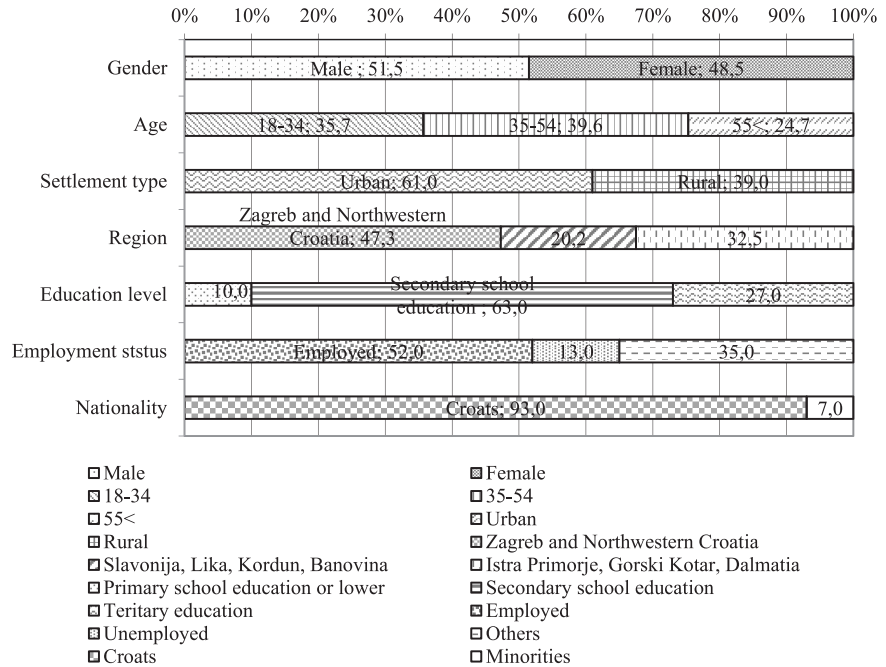 0% 10% 20% 30% 40% 50% 60% 70% 80% 90% 100%
Gender Male ; 51,5 Female; 48,5
Age 18-34; 35,7 35-54; 39,6 55<; 24,7
Settlement type Urban; 61,0 Rural; 39,0
Zagreb and Northwestern
Region Croatia; 47,3 20,2 32,5
Secondary school
Education level 10,0 27,0
education ; 63,0
Employment ststus Employed; 52,0 13,0 35,0
Nationality Croats; 93,0 7,0
Male Female
18-34 35-54
55< Urban
Rural Zagreb and Northwestern Croatia
Slavonija, Lika, Kordun, Banovina Istra Primorje, Gorski Kotar, Dalmatia
Primary school education or lower Secondary school education
Teritary education Employed
Unemployed Others
Croats Minorities